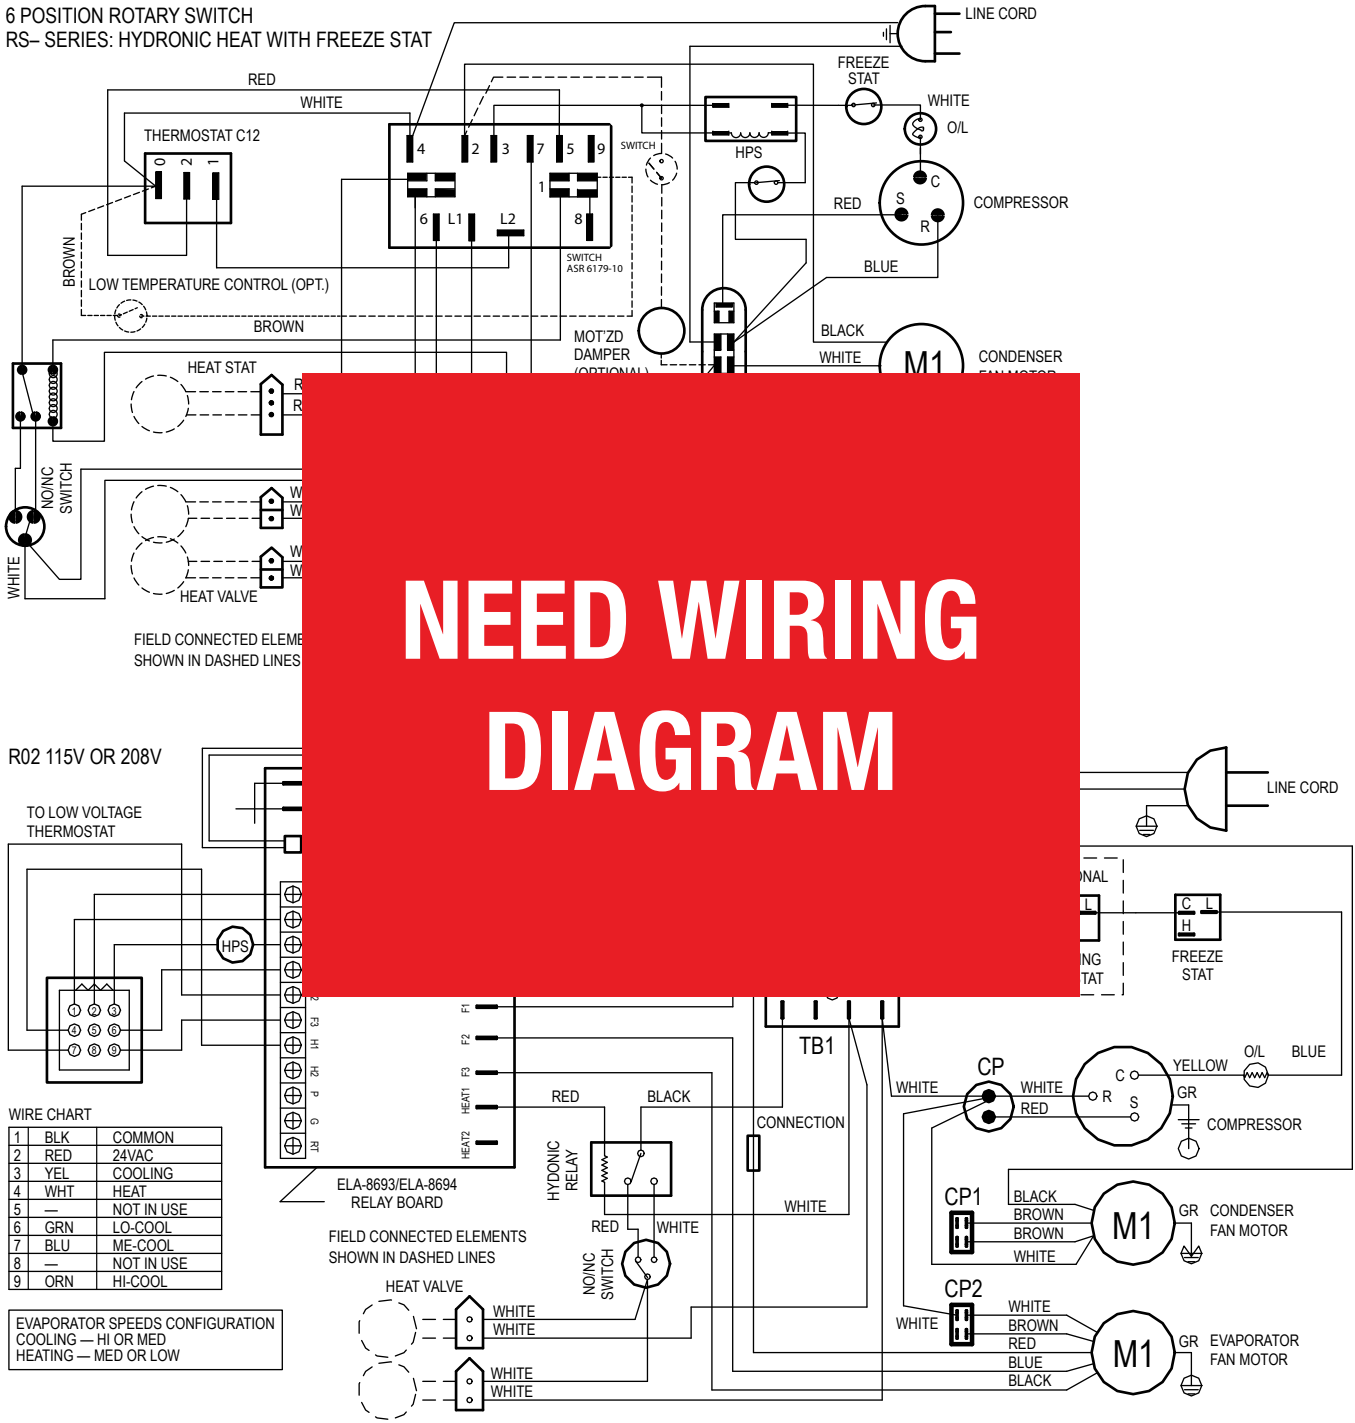 6 POSITION ROTARY SWITCH
RS– SERIES: HYDRONIC HEAT WITH FREEZE STAT
LINE CORD
FREEZE
STAT
WHITE
O/L
RED
WHITE
THERMOSTAT C12
0 2 1
4 2 3 7 5 9
1
6 L1 L2 8
SWITCH
ASR 6179-10
SWITCH
HPS
C
S
R
COMPRESSOR
RED
BLUE
BROWN
LOW TEMPERATURE CONTROL (OPT.)
BROWN
MOT'ZD
DAMPER
(OPTIONAL)
BLACK
WHITE
M1
CONDENSER
FAN MOTOR
HEAT STAT
R
R
NO/NC
SWITCH
W
W
W
W
WHITE
HEAT VALVE
FIELD CONNECTED ELEME
SHOWN IN DASHED LINES
NEED WIRING
DIAGRAM
R02 115V OR 208V
LINE CORD
TO LOW VOLTAGE
THERMOSTAT
ONAL
L
NG
TAT
C L
H
FREEZE
STAT
HPS
1 2 3
4 5 6
7 8 9
2
F3
H1
H2
P
G
RT
F1
F2
F3
HEAT1
HEAT2
TB1
WIRE CHART
1 BLK COMMON
2 RED 24VAC
3 YEL COOLING
4 WHT HEAT
5 — NOT IN USE
6 GRN LO-COOL
7 BLU ME-COOL
8 — NOT IN USE
9 ORN HI-COOL
EVAPORATOR SPEEDS CONFIGURATION
COOLING — HI OR MED
HEATING — MED OR LOW
ELA-8693/ELA-8694
RELAY BOARD
FIELD CONNECTED ELEMENTS
SHOWN IN DASHED LINES
HEAT VALVE
WHITE
WHITE
WHITE
WHITE
RED
BLACK
HYDONIC
RELAY
RED
WHITE
NO/NC
SWITCH
CONNECTION
WHITE
WHITE
CP
WHITE
RED
C
R
S
YELLOW
O/L
BLUE
GR
COMPRESSOR
CP1
BLACK
BROWN
BROWN
WHITE
M1
GR
CONDENSER
FAN MOTOR
CP2
WHITE
WHITE
BROWN
RED
BLUE
BLACK
M1
GR
EVAPORATOR
FAN MOTOR